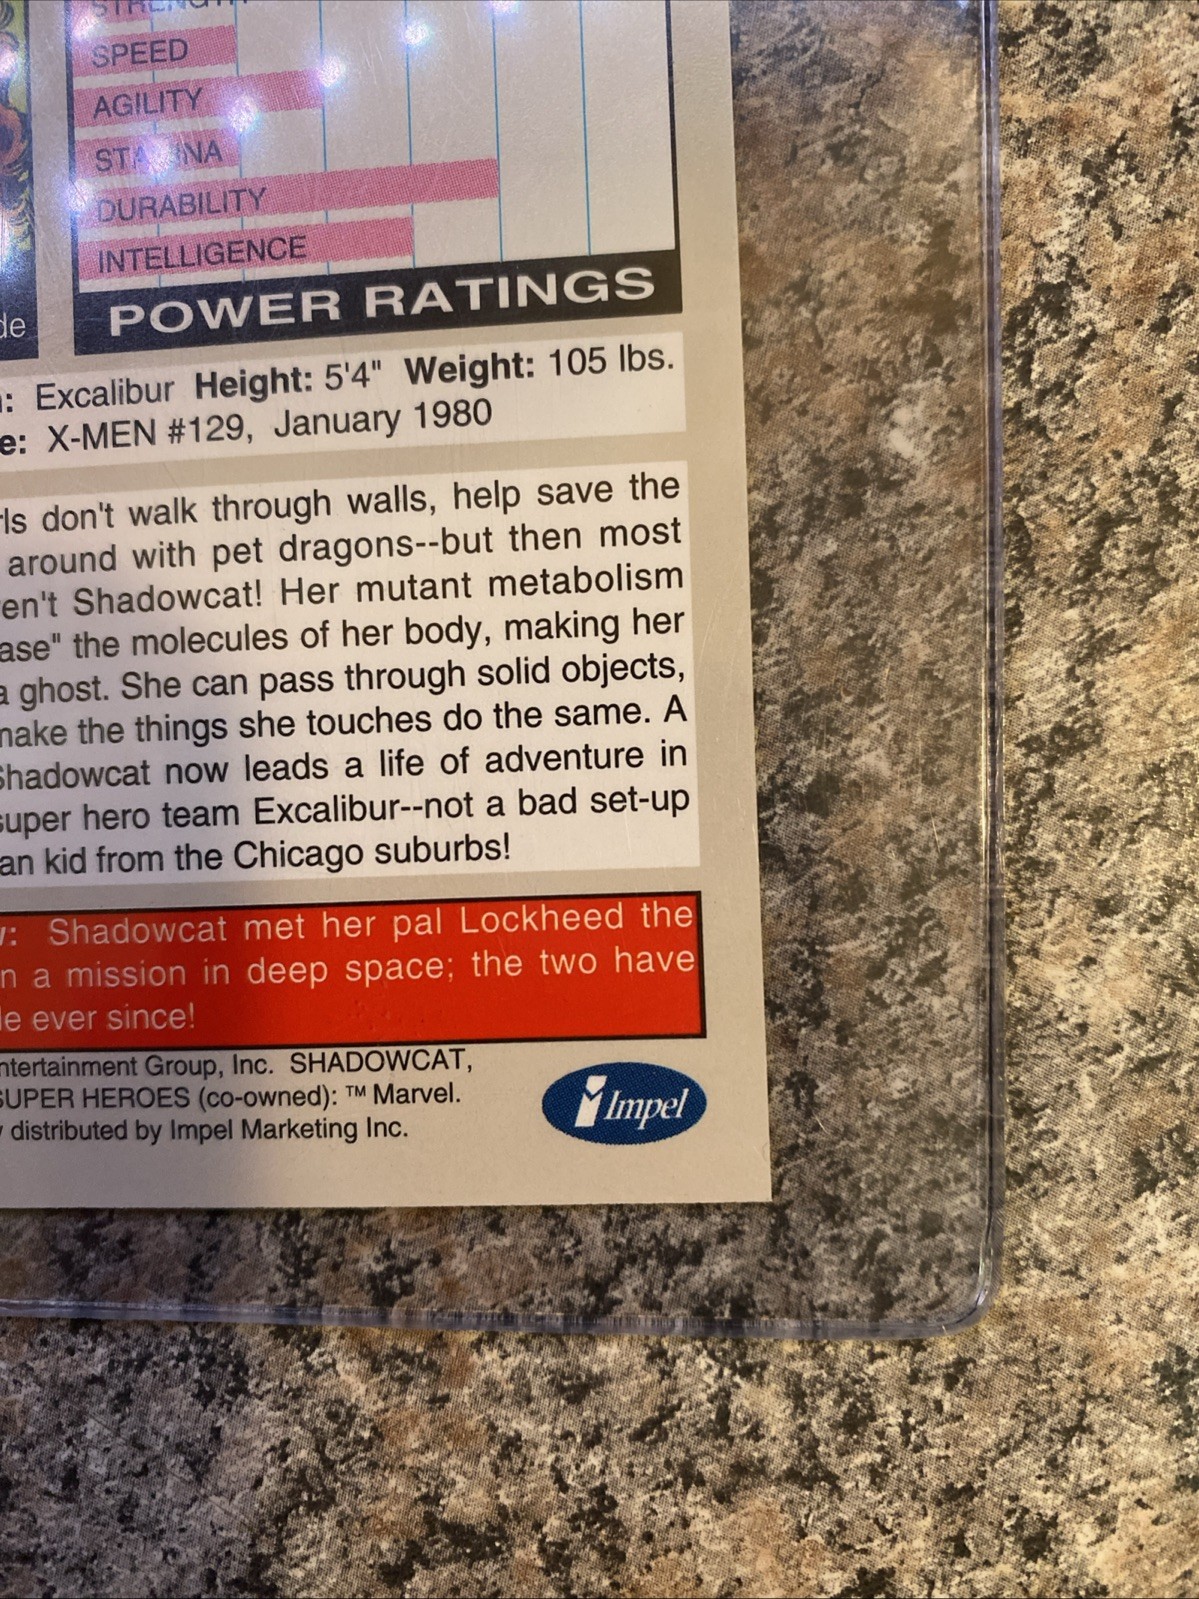 STRENGTH
SPEED
AGILITY
STAMINA
DURABILITY
INTELLIGENCE
de
POWER RATINGS
: Excalibur Height: 5'4" Weight: 105 lbs.
e: X-MEN #129, January 1980
rls don't walk through walls, help save the
around with pet dragons--but then most
en't Shadowcat! Her mutant metabolism
ase" the molecules of her body, making her
a ghost. She can pass through solid objects,
make the things she touches do the same. A
Shadowcat now leads a life of adventure in
super hero team Excalibur--not a bad set-up
an kid from the Chicago suburbs!
: Shadowcat met her pal Lockheed the
n a mission in deep space; the two have
le ever since!
ntertainment Group, Inc. SHADOWCAT,
SUPER HEROES (co-owned): ™ Marvel.
y distributed by Impel Marketing Inc.
Impel